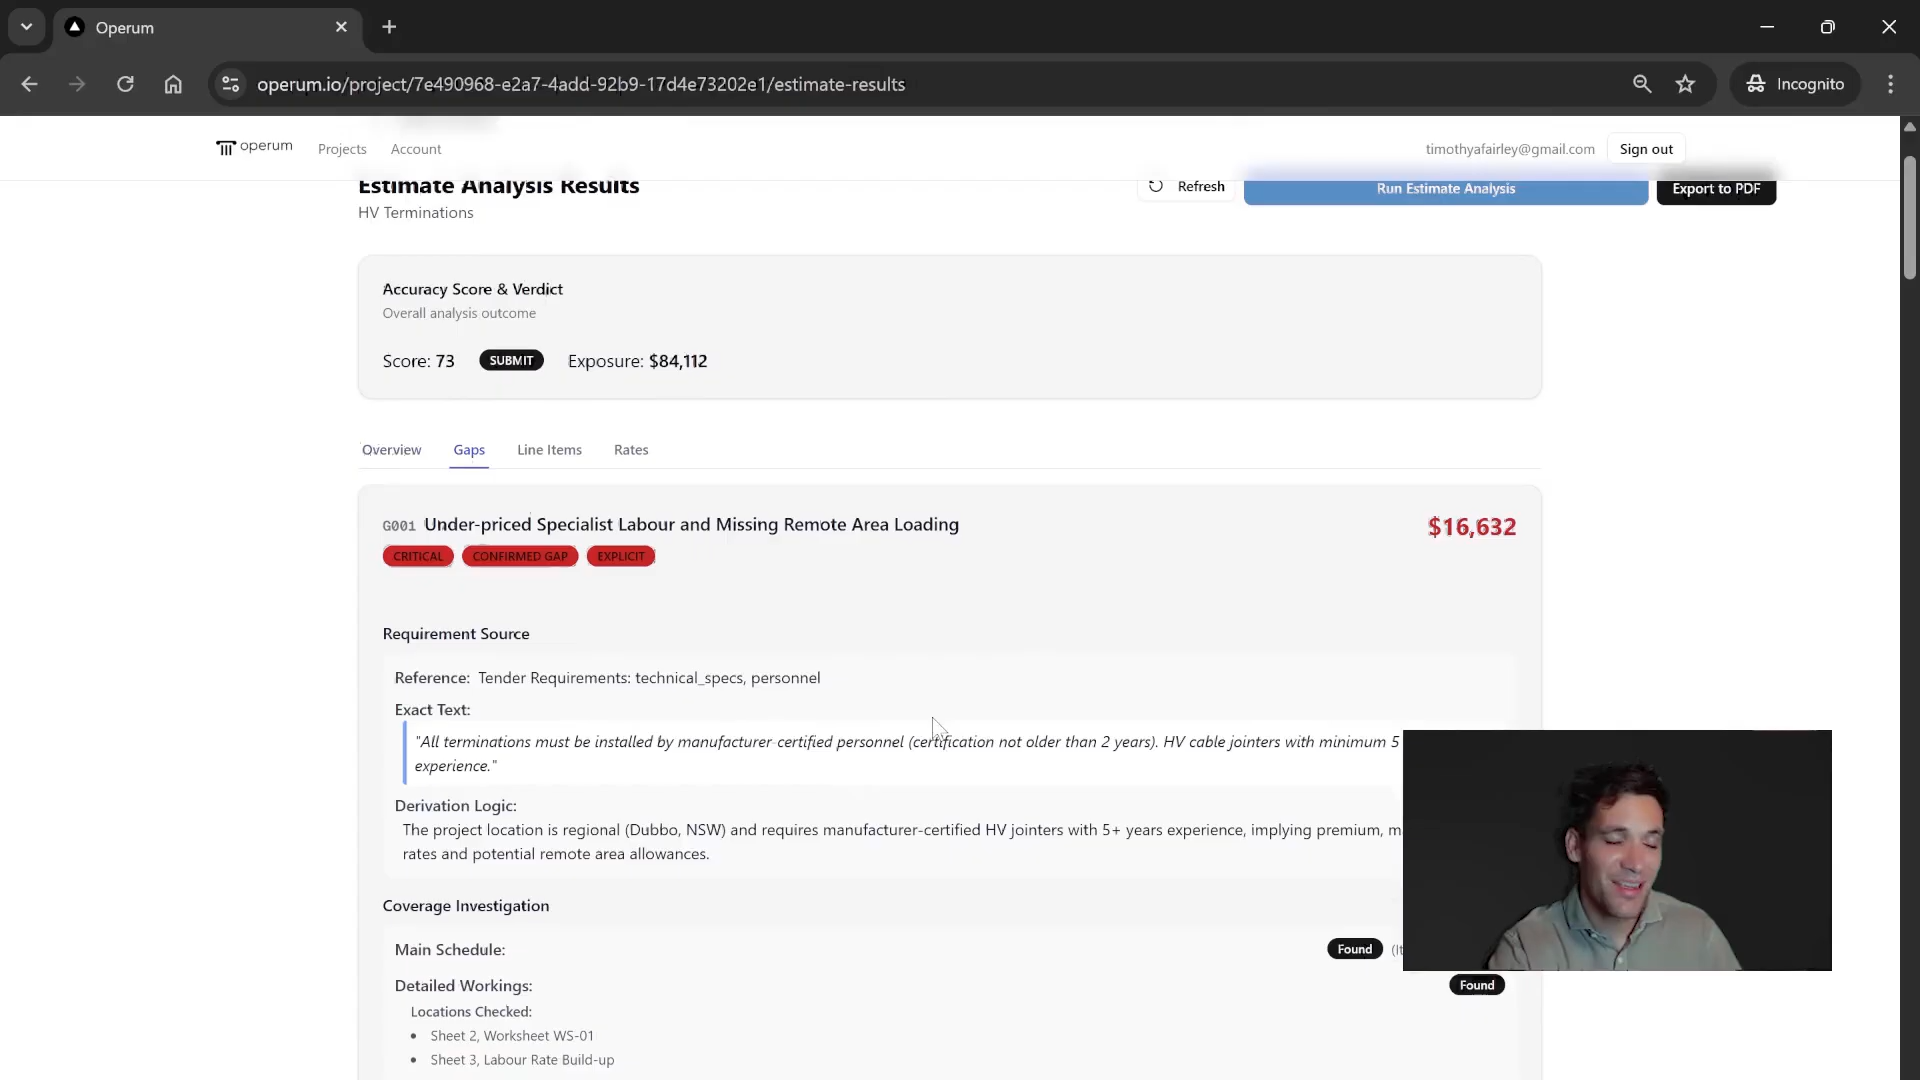 Operum
operum.io/project/7e490968-e2a7-4add-92b9-17d4e73202e1/estimate-results
Incognito
operum
Projects
Account
timothyafairley@gmail.com
Sign out
Estimate Analysis Results
Refresh
Run Estimate Analysis
Export to PDF
HV Terminations
Accuracy Score & Verdict
Overall analysis outcome
Score: 73
SUBMIT
Exposure: $84,112
Overview
Gaps
Line Items
Rates
G001 Under-priced Specialist Labour and Missing Remote Area Loading
$16,632
CRITICAL
CONFIRMED GAP
EXPLICIT
Requirement Source
Reference: Tender Requirements: technical_specs, personnel
Exact Text:
"All terminations must be installed by manufacturer-certified personnel (certification not older than 2 years). HV cable jointers with minimum 5
experience."
Derivation Logic:
The project location is regional (Dubbo, NSW) and requires manufacturer-certified HV jointers with 5+ years experience, implying premium,
rates and potential remote area allowances.
Coverage Investigation
Main Schedule:
Found
Detailed Workings:
Found
Locations Checked:
• Sheet 2, Worksheet WS-01
• Sheet 3, Labour Rate Build-up